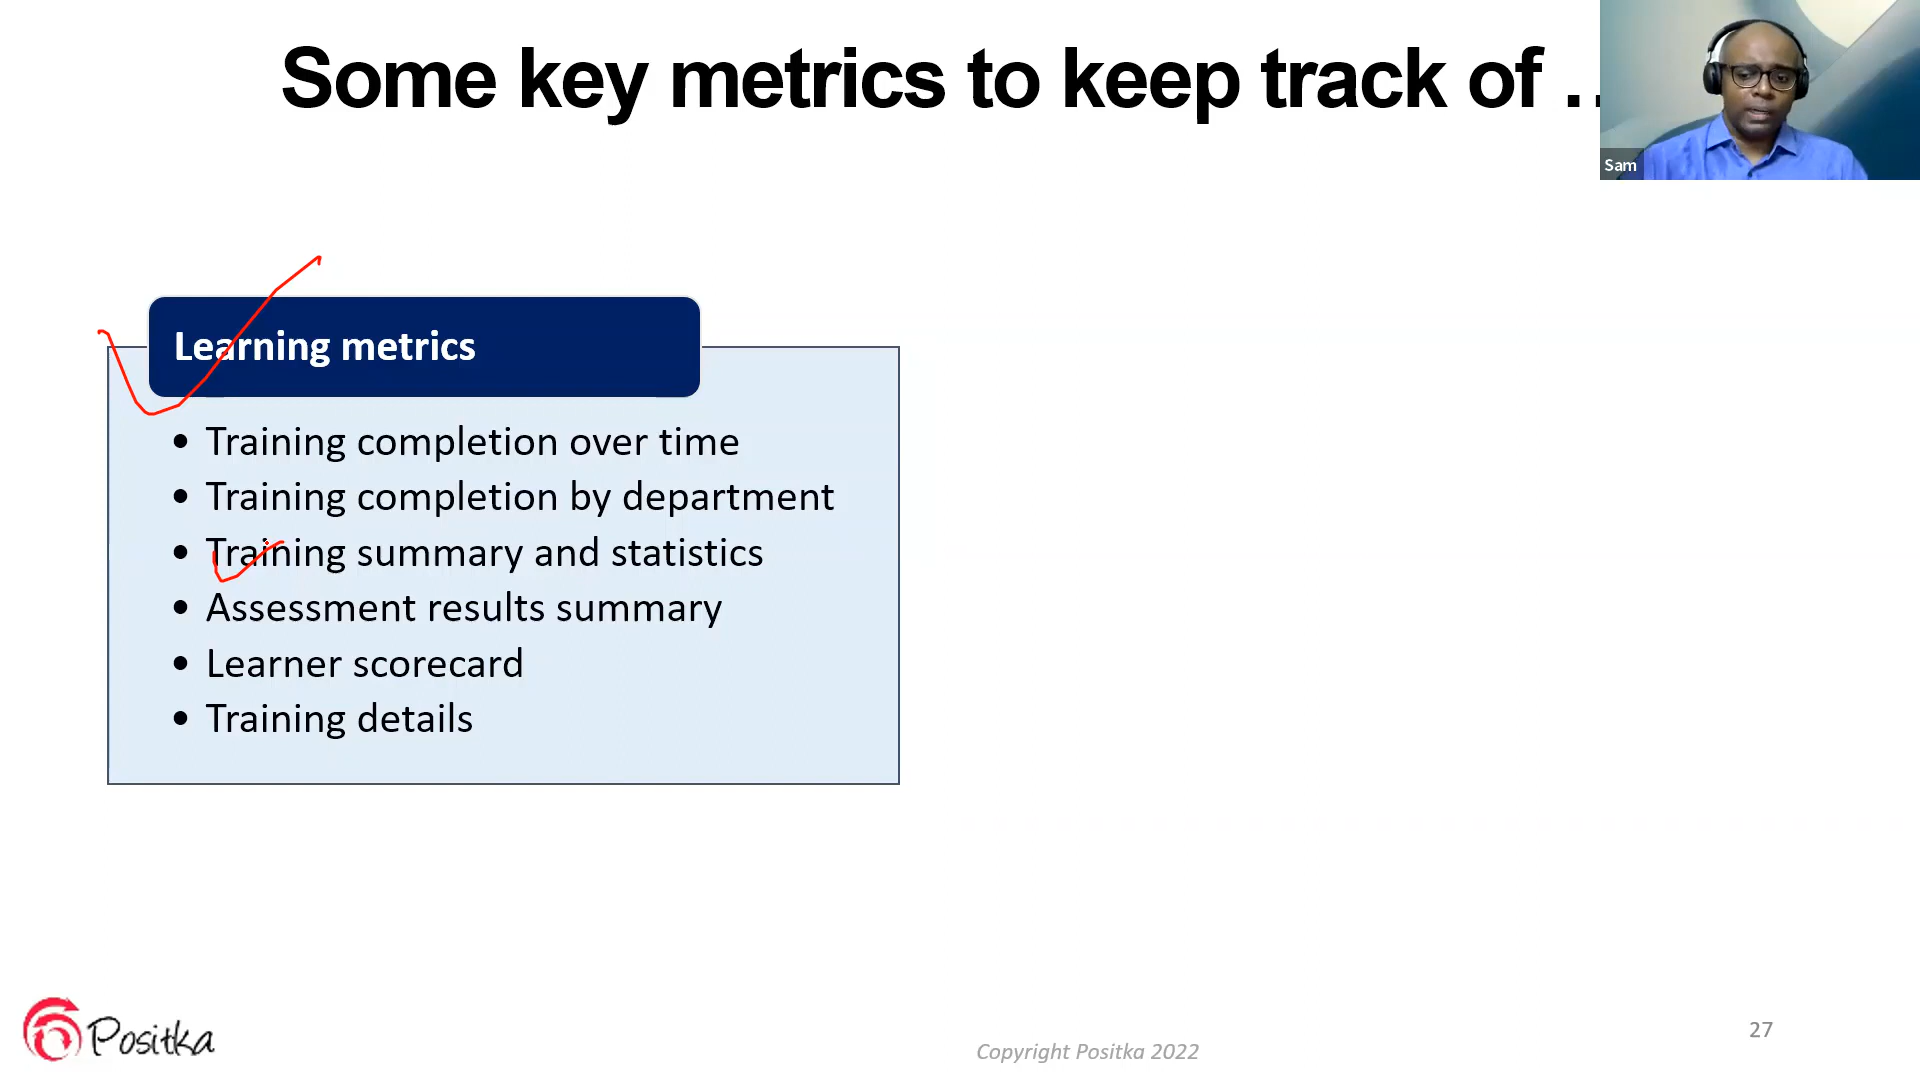 Some key metrics to keep track of ..
Sam
Learning metrics
• Training completion over time
• Training completion by department
• Training summary and statistics
• Assessment results summary
• Learner scorecard
• Training details
Positka
Copyright Positka 2022
27